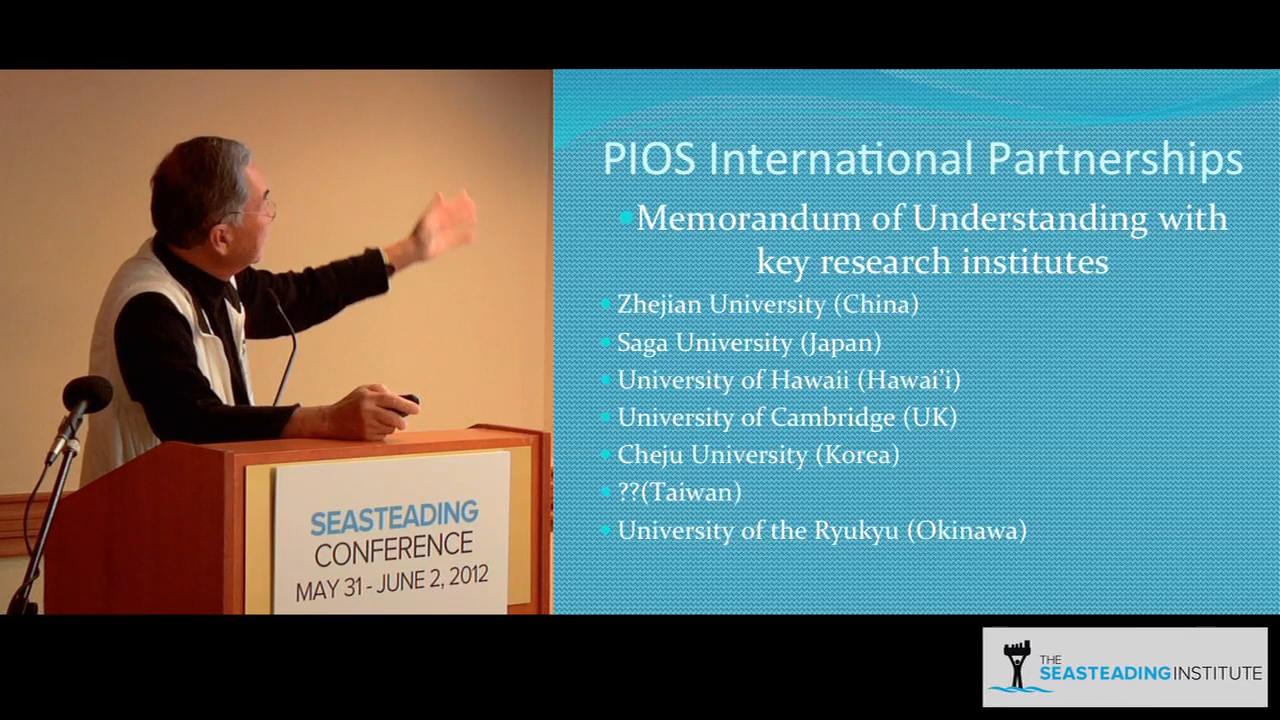 PIOS International Partnerships
Memorandum of Understanding with
key research institutes
Zhejian University (China)
Saga University (Japan)
University of Hawaii (Hawai’i)
University of Cambridge (UK)
Cheju University (Korea)
??(Taiwan)
University of the Ryukyu (Okinawa)
SEASTEADING
CONFERENCE
MAY 31 - JUNE 2, 2012
THE
SEASTEADING INSTITUTE